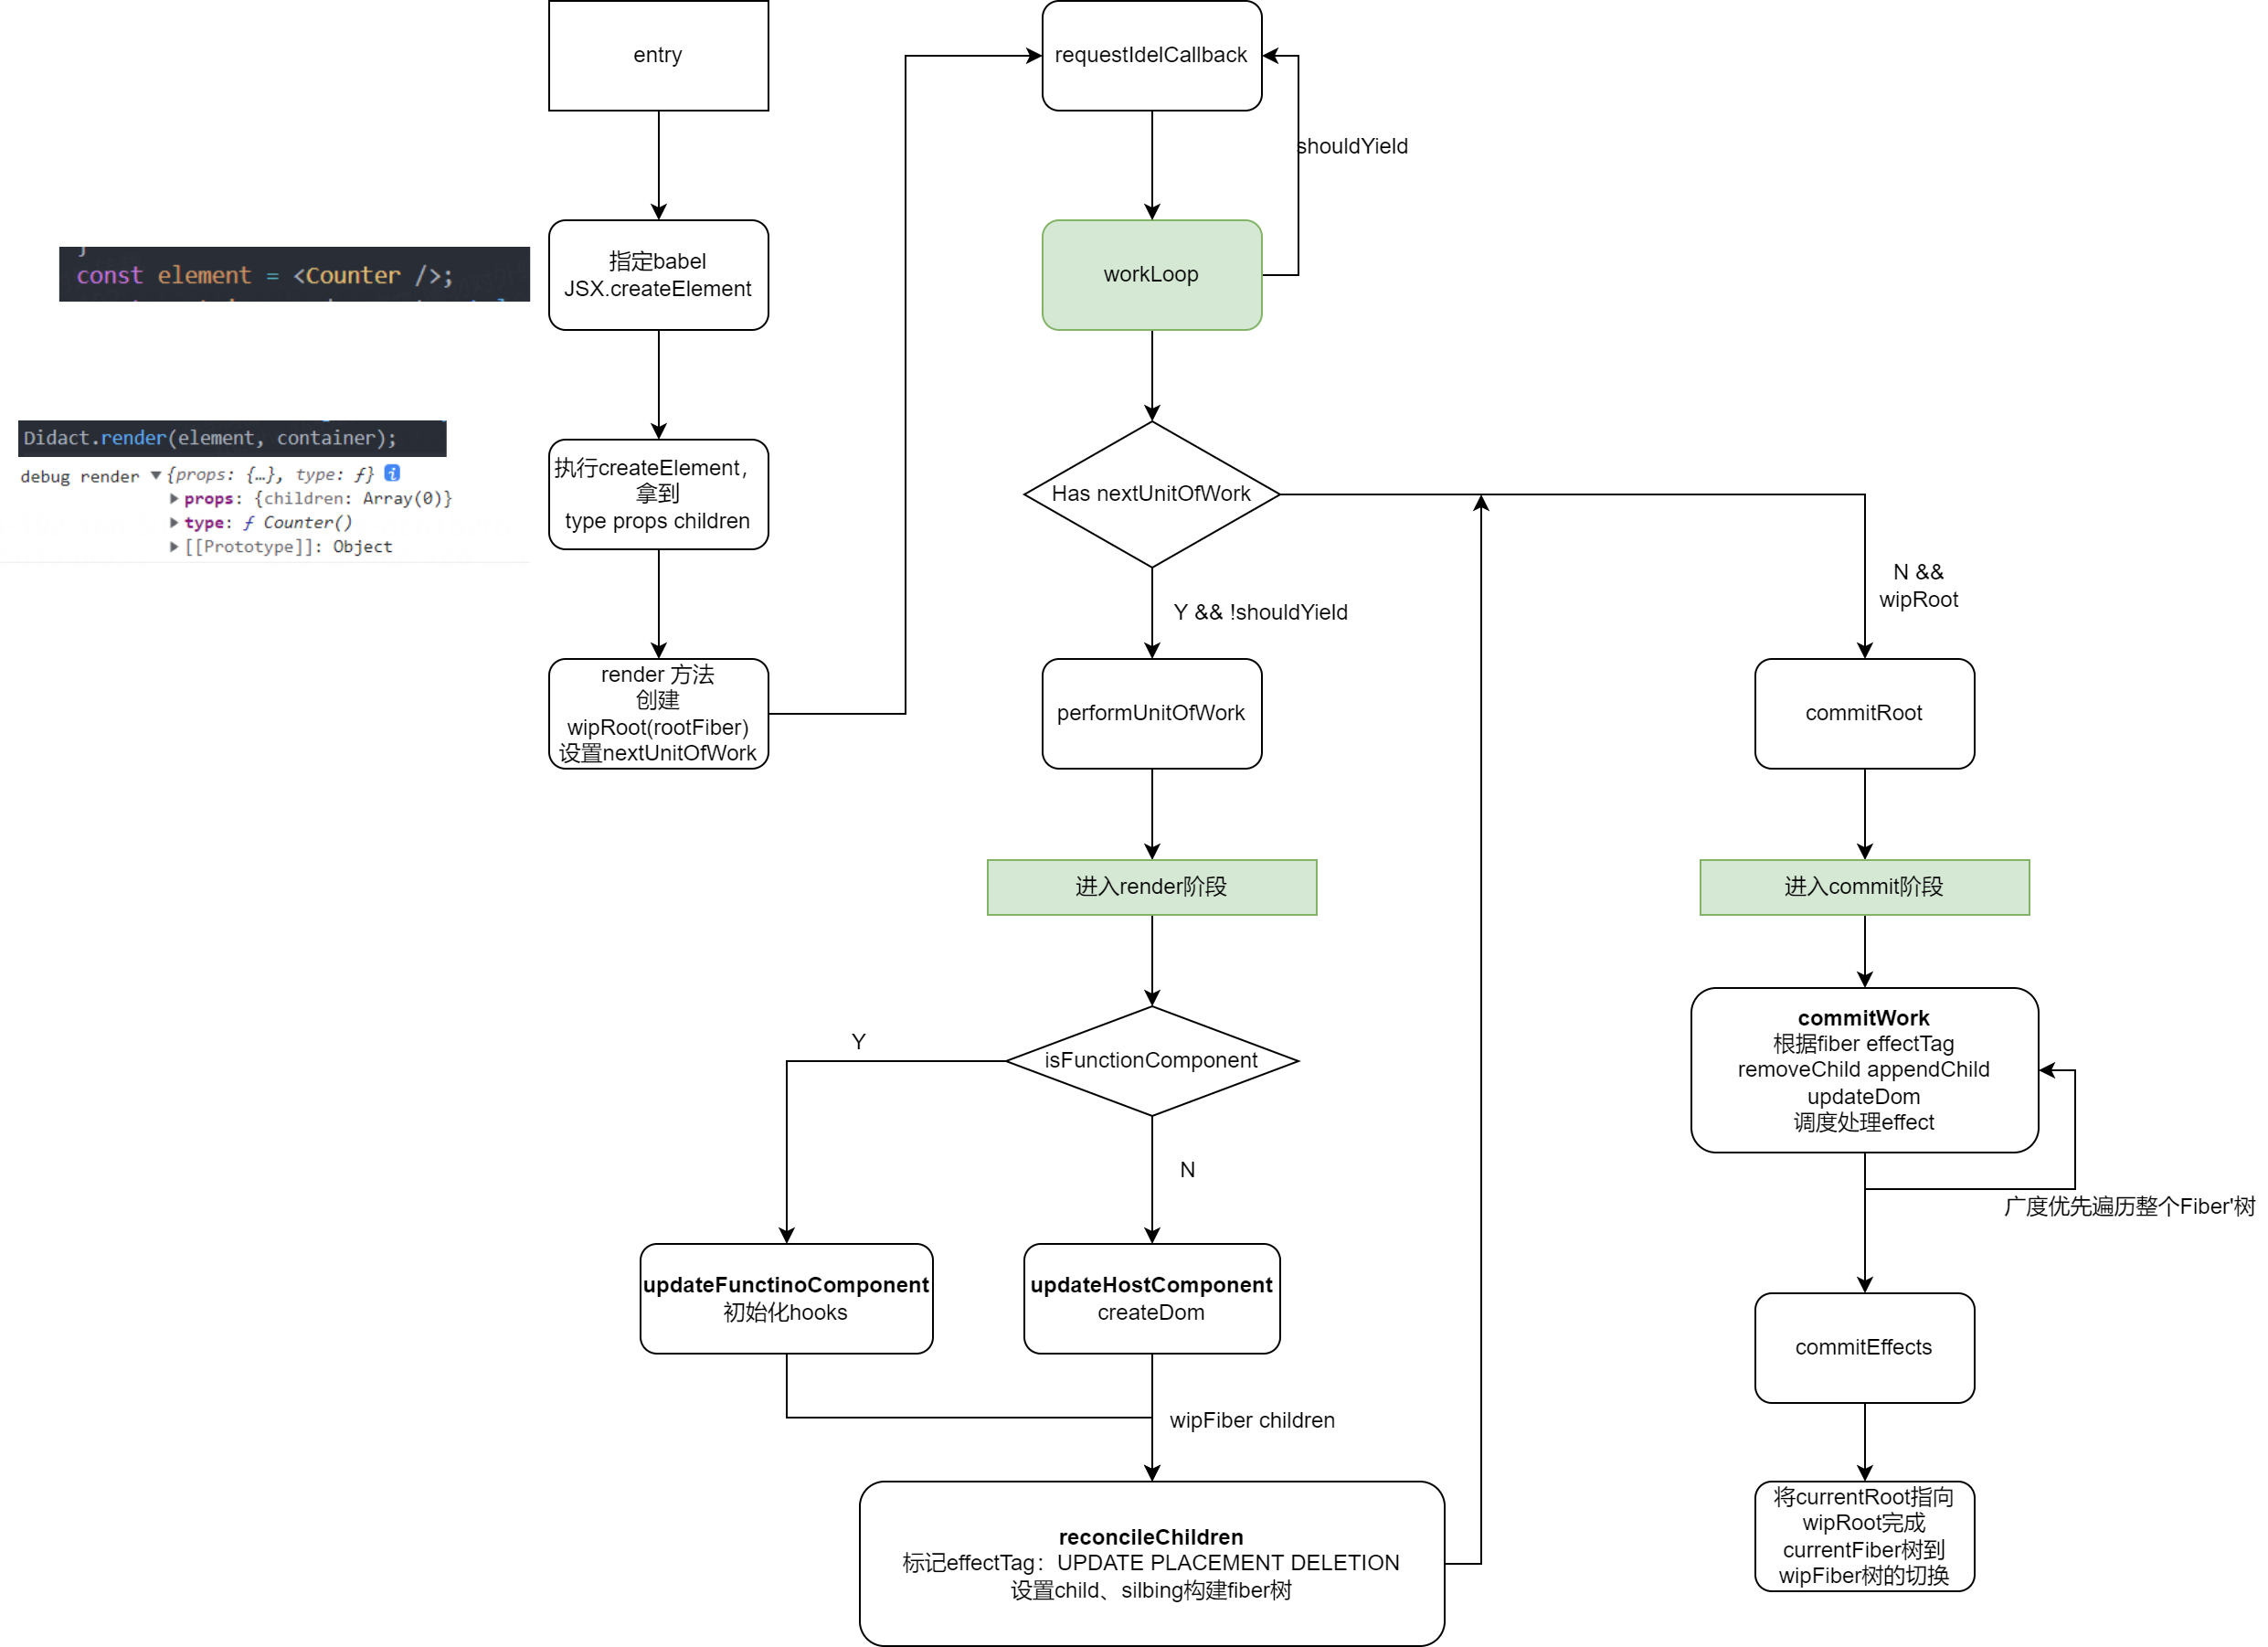 entry
指定babel
JSX.createElement
const element = <Counter />;
执行createElement，
拿到
type props children
Didact.render(element, container);
debug render ▼{props: {…}, type: ƒ} i
▶ props: {children: Array(0)}
▶ type: ƒ Counter()
▶ [[Prototype]]: Object
render 方法
创建
wipRoot(rootFiber)
设置nextUnitOfWork
requestIdelCallback
shouldYield
workLoop
Has nextUnitOfWork
Y && !shouldYield
N &&
wipRoot
performUnitOfWork
进入render阶段
isFunctionComponent
Y
N
updateFunctinoComponent
初始化hooks
updateHostComponent
createDom
wipFiber children
reconcileChildren
标记effectTag：UPDATE PLACEMENT DELETION
设置child、silbing构建fiber树
commitRoot
进入commit阶段
commitWork
根据fiber effectTag
removeChild appendChild
updateDom
调度处理effect
广度优先遍历整个Fiber'树
commitEffects
将currentRoot指向
wipRoot完成
currentFiber树到
wipFiber树的切换